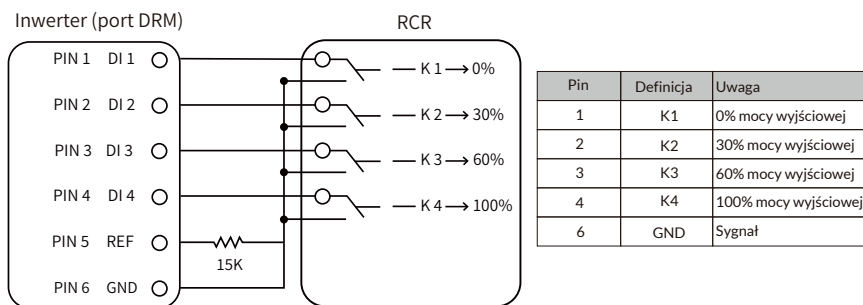 Inwerter (port DRM)
RCR
PIN 1 DI 1
K 1 → 0%
PIN 2 DI 2
K 2 → 30%
PIN 3 DI 3
K 3 → 60%
PIN 4 DI 4
K 4 → 100%
PIN 5 REF
15K
PIN 6 GND
Pin Definicja Uwaga
1 K1 0% mocy wyjściowej
2 K2 30% mocy wyjściowej
3 K3 60% mocy wyjściowej
4 K4 100% mocy wyjściowej
6 GND Sygnał